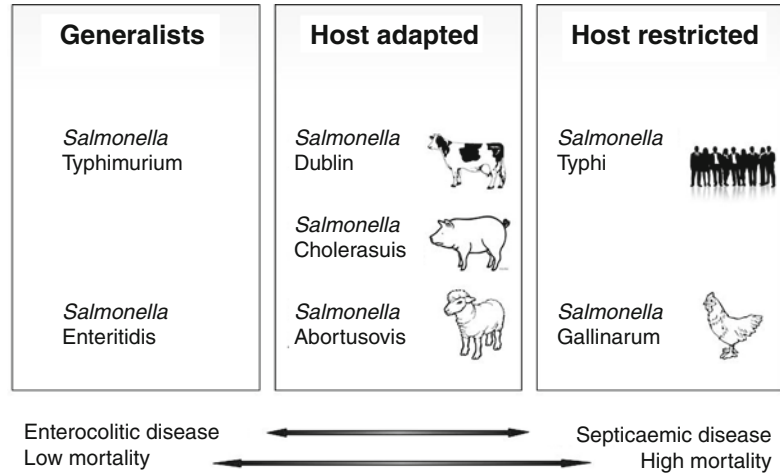 Generalists
Salmonella
Typhimurium
Salmonella
Enteritidis
Host adapted
Salmonella
Dublin
Salmonella
Cholerasuis
Salmonella
Abortusovis
Host restricted
Salmonella
Typhi
Salmonella
Gallinarum
Enterocolitic disease
Low mortality
Septicaemic disease
High mortality